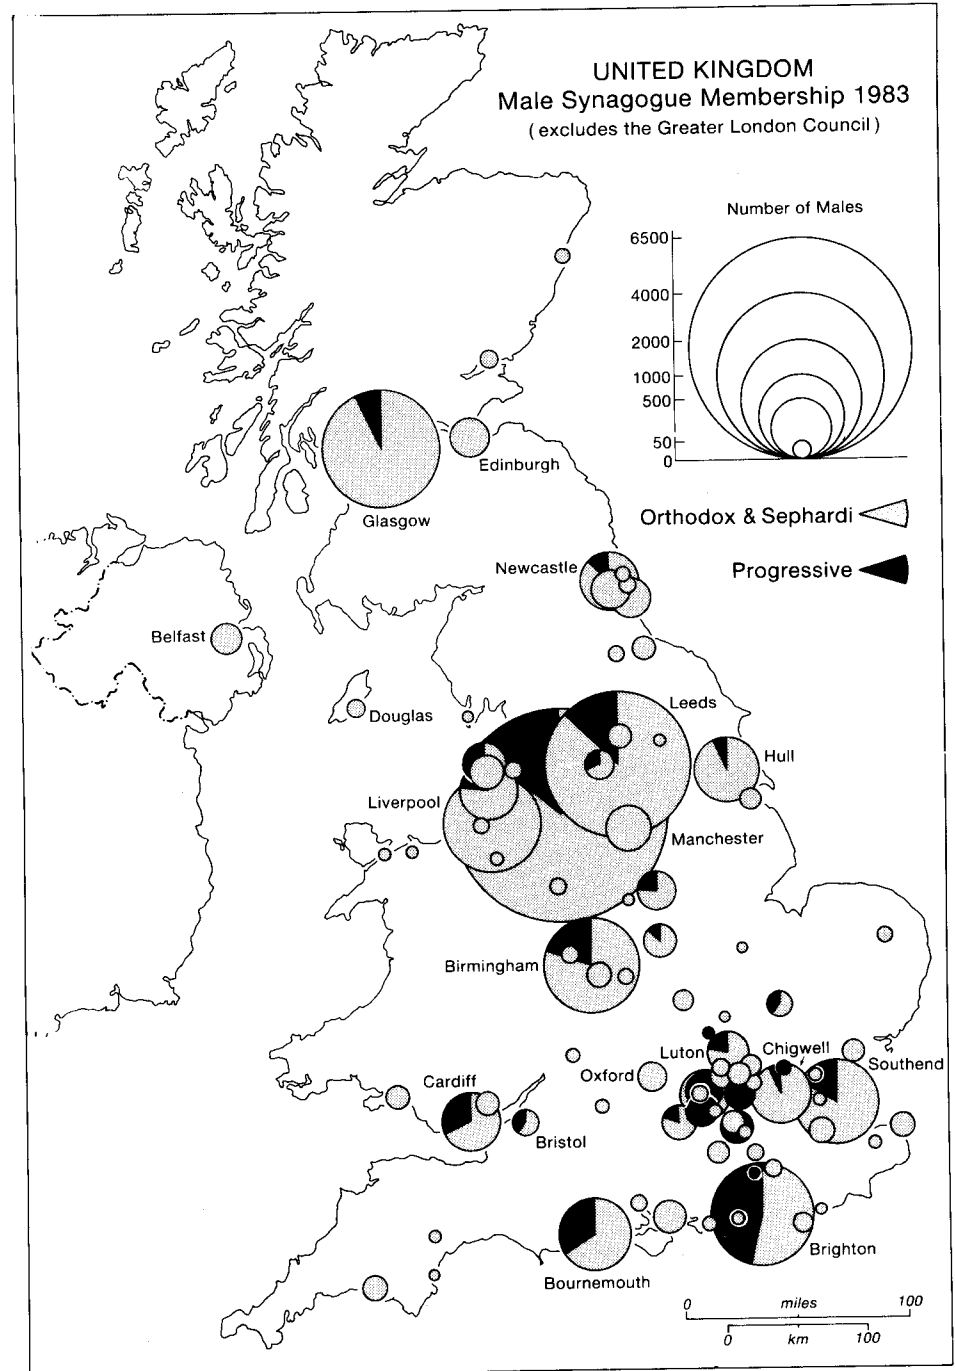 UNITED KINGDOM
Male Synagogue Membership 1983
(excludes the Greater London Council)
Number of Males
6500
4000
2000
1000
500
50
0
Orthodox & Sephardi
Progressive
Edinburgh
Glasgow
Newcastle
Belfast
Douglas
Leeds
Hull
Liverpool
Manchester
Birmingham
Luton
Chigwell
Southend
Oxford
Cardiff
Bristol
Brighton
Bournemouth
0 miles 100
0 km 100